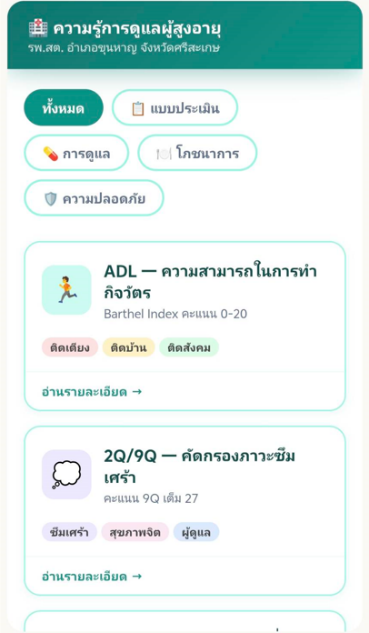 ความรู้การดูแลผู้สูงอายุ
รพ.สต. อำเภอขุนหาญ จังหวัดศรีสะเกษ
ทั้งหมด
แบบประเมิน
การดูแล
โภชนาการ
ความปลอดภัย
ADL — ความสามารถในการทำ
กิจวัตร
Barthel Index คะแนน 0-20
ติดเตียง ติดบ้าน ติดสังคม
อ่านรายละเอียด →
2Q/9Q — คัดกรองภาวะซึม
เศร้า
คะแนน 9Q เต็ม 27
ซึมเศร้า สุขภาพจิต ผู้ดูแล
อ่านรายละเอียด →